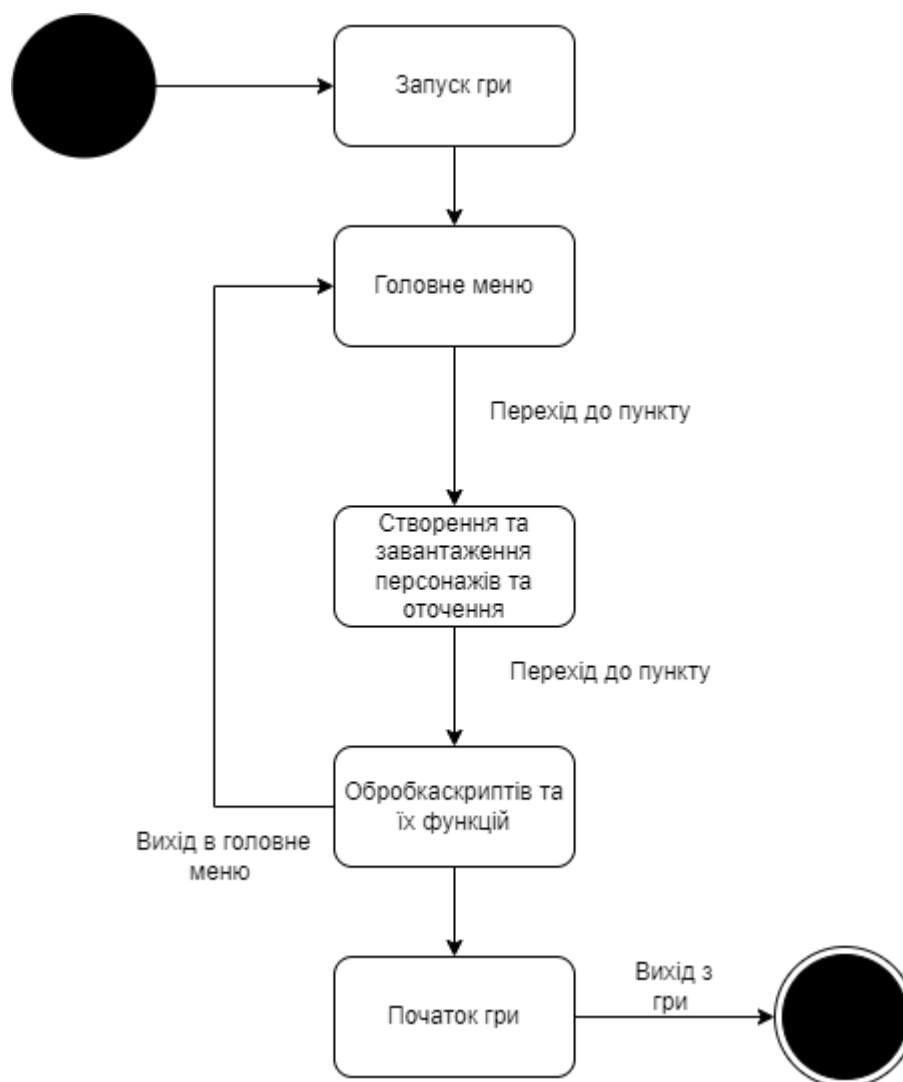 Запуск гри
Головне меню
Перехід до пункту
Створення та
завантаження
персонажів та
оточення
Перехід до пункту
Обробкаскриптів та
їх функцій
Вихід в головне
меню
Початок гри
Вихід з
гри